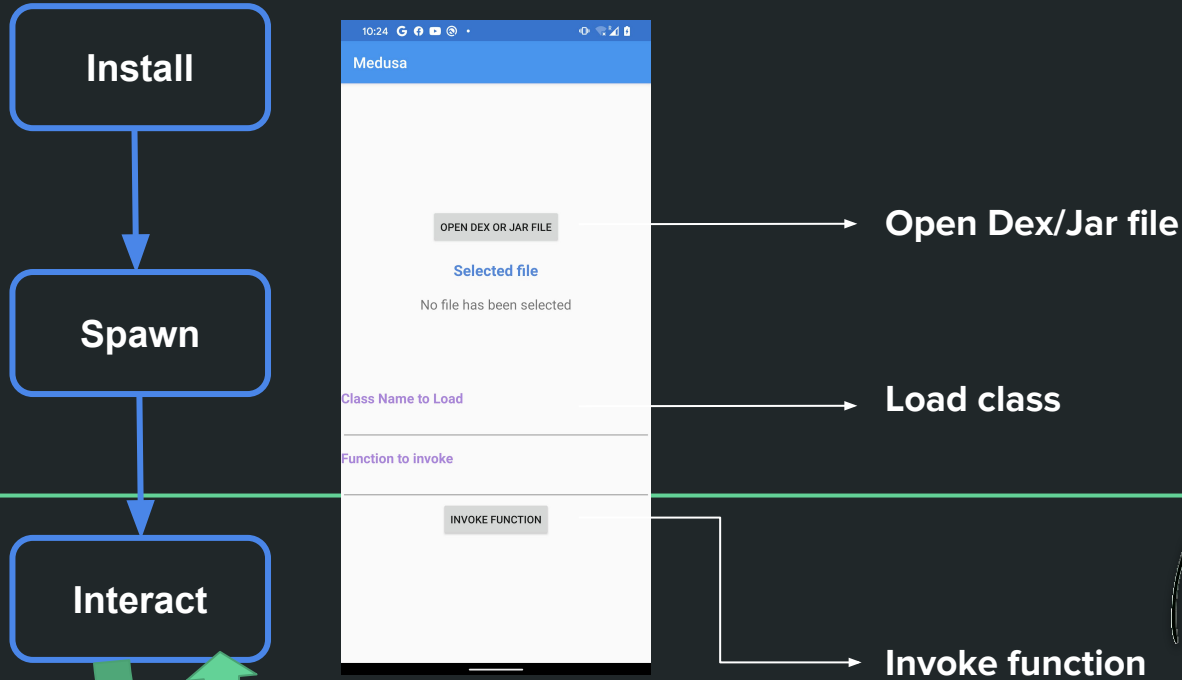 Install
Spawn
Interact
10:24
Medusa
OPEN DEX OR JAR FILE
Selected file
No file has been selected
Class Name to Load
Function to invoke
INVOKE FUNCTION
Open Dex/Jar file
Load class
Invoke function